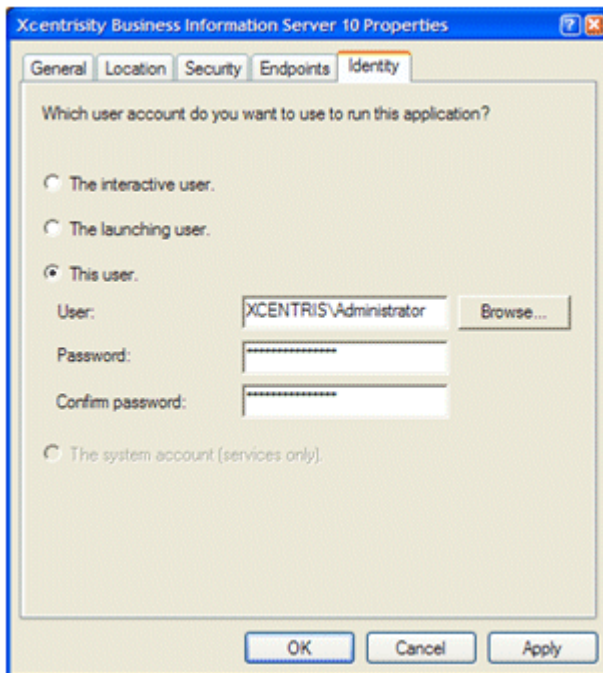 Xcentrisity Business Information Server 10 Properties
General Location Security Endpoints Identity
Which user account do you want to use to run this application?
The interactive user.
The launching user.
This user.
User: XCENTRIS\Administrator Browse...
Password: ***************
Confirm password: ***************
The system account (services only).
OK Cancel Apply